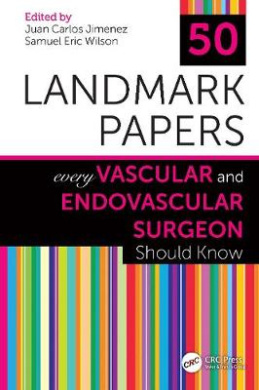 Edited by
Juan Carlos Jimenez
Samuel Eric Wilson
50
LANDMARK
PAPERS
every VASCULAR and
ENDOVASCULAR
SURGEON
Should Know
CRC
CRC Press